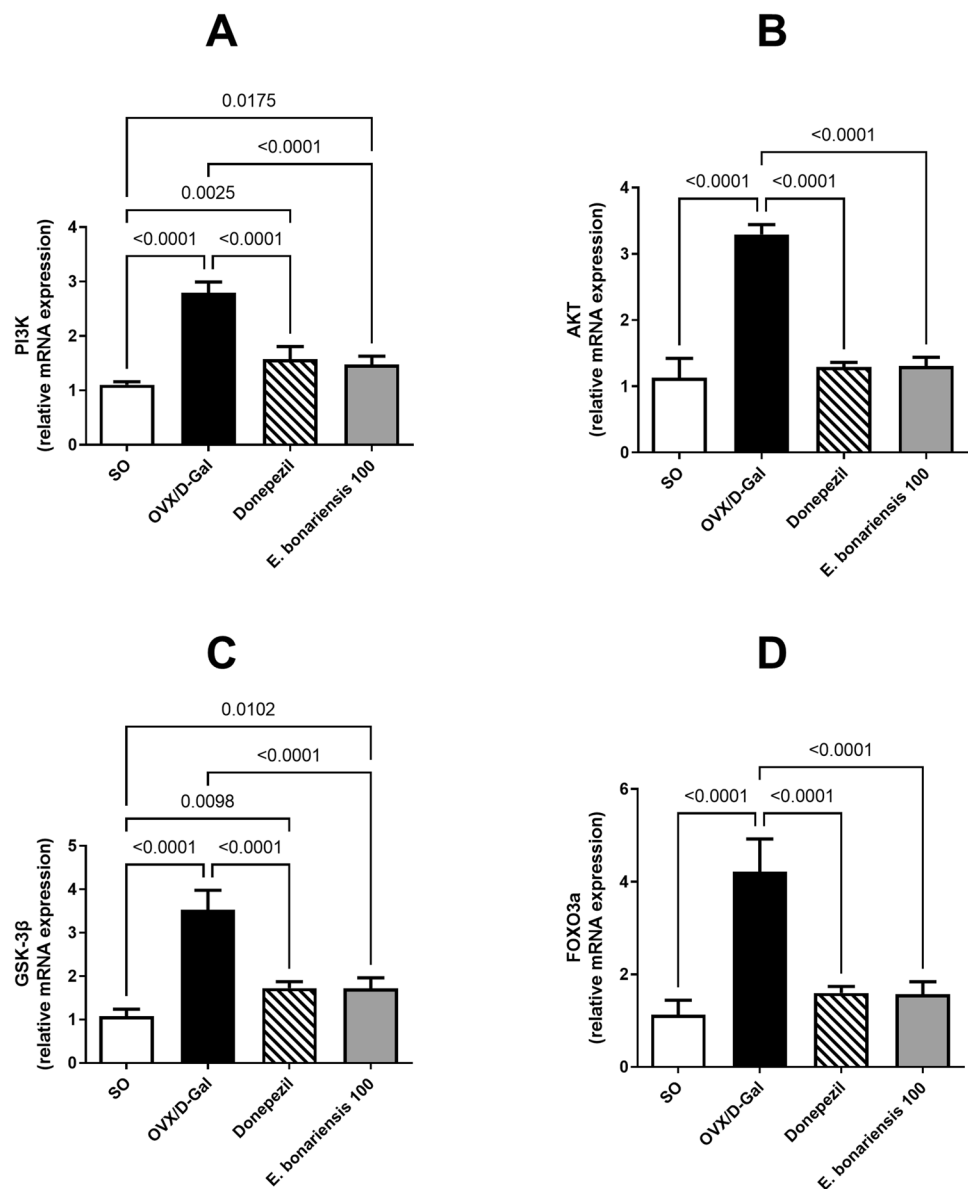 A
0.0175
<0.0001
0.0025
<0.0001 <0.0001
PI3K
(relative mRNA expression)
4
3
2
1
0
SO
OVX/D-Gal
Donepezil
E. bonariensis 100
B
<0.0001
<0.0001 <0.0001
AKT
(relative mRNA expression)
4
3
2
1
0
SO
OVX/D-Gal
Donepezil
E. bonariensis 100
C
0.0102
<0.0001
0.0098
<0.0001 <0.0001
GSK-3β
(relative mRNA expression)
5
4
3
2
1
0
SO
OVX/D-Gal
Donepezil
E. bonariensis 100
D
<0.0001
<0.0001 <0.0001
FOXO3a
(relative mRNA expression)
6
4
2
0
SO
OVX/D-Gal
Donepezil
E. bonariensis 100